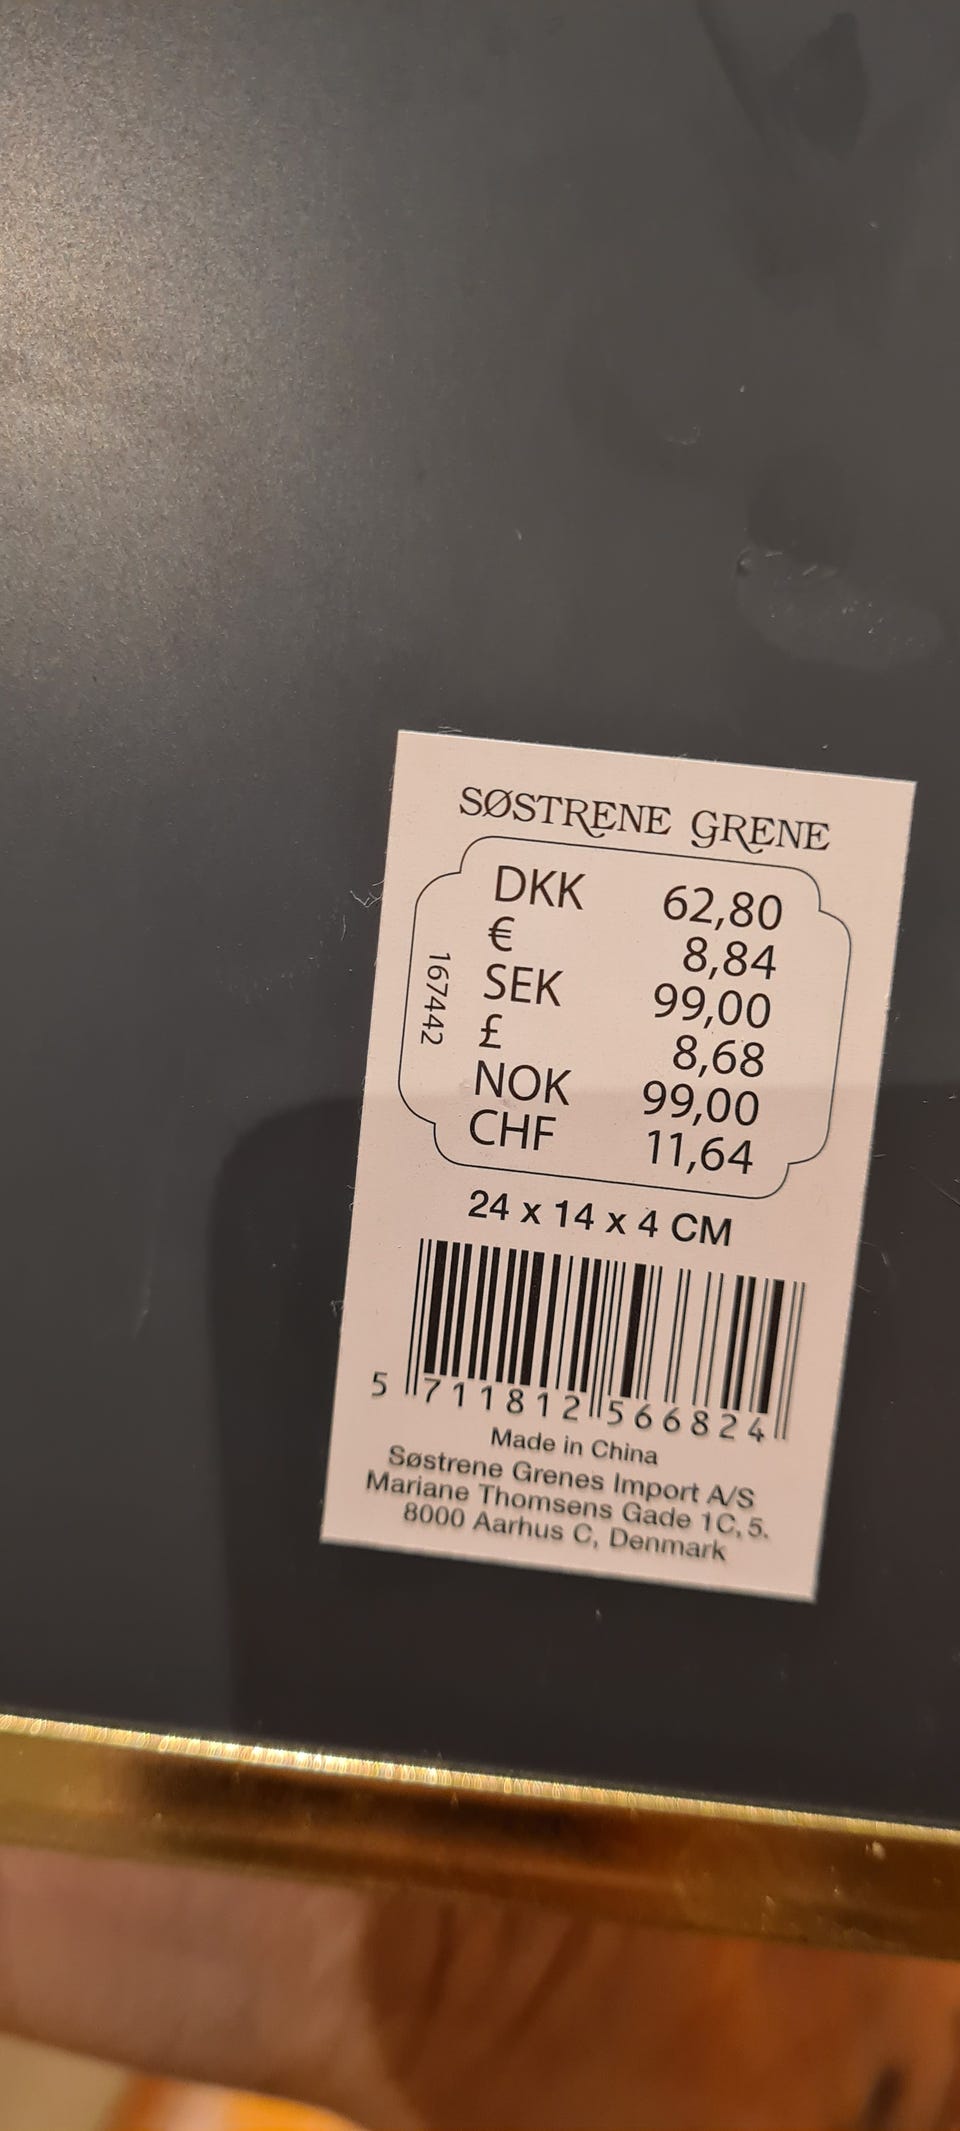 SØSTRENE GRENE
DKK 62,80
€ 8,84
SEK 99,00
£ 8,68
NOK 99,00
CHF 11,64
167442
24 x 14 x 4 CM
5 711812 566824
Made in China
Søstrene Grenes Import A/S
Mariane Thomsens Gade 1C, 5.
8000 Aarhus C, Denmark